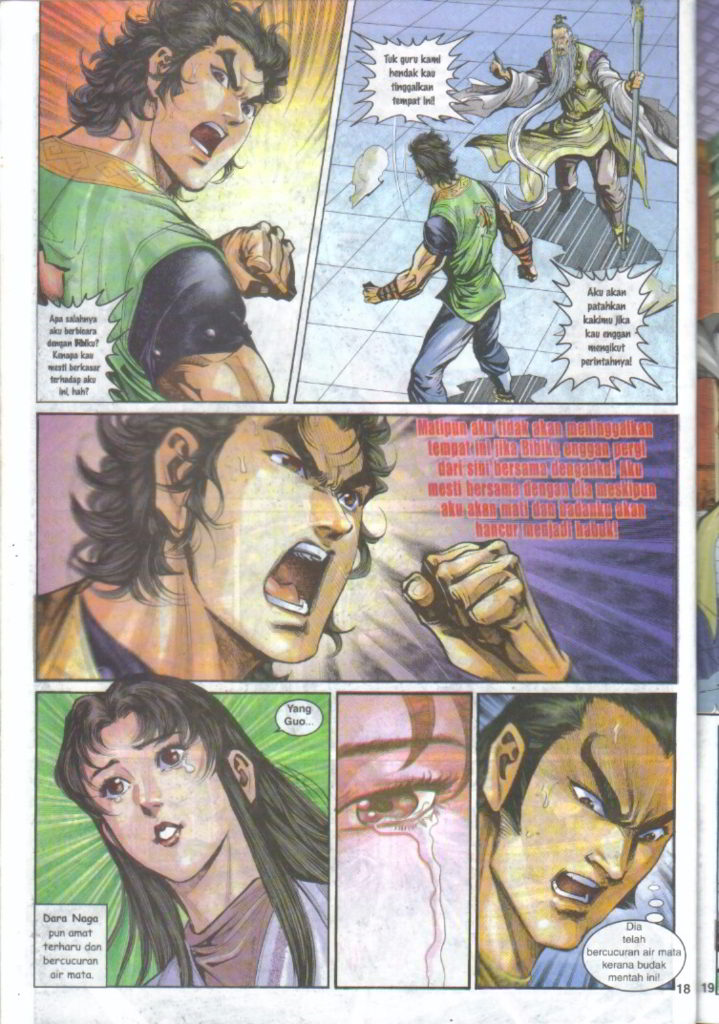 Apa salahnya
aku berbicara
dengan Bibiku?
Kenapa kau
mesti berkasar
terhadap aku
ini, hah?
Tuk guru kami
hendak kau
tinggalkan
tempat ini!
Aku akan
patahkan
kakimu jika
kau enggan
mengikut
perintahnya!
Matipun aku tidak akan meninggalkan
tempat ini jika Bibiku enggan pergi
dari sini bersama denganku! Aku
mesti bersama dengan dia meskipun
aku akan mati dan badanku akan
hancur menjadi habuk!
Yang
Guo...
Dara Naga
pun amat
terharu dan
bercucuran
air mata.
Dia
telah
bercucuran air mata
kerana budak
mentah ini!
18
19